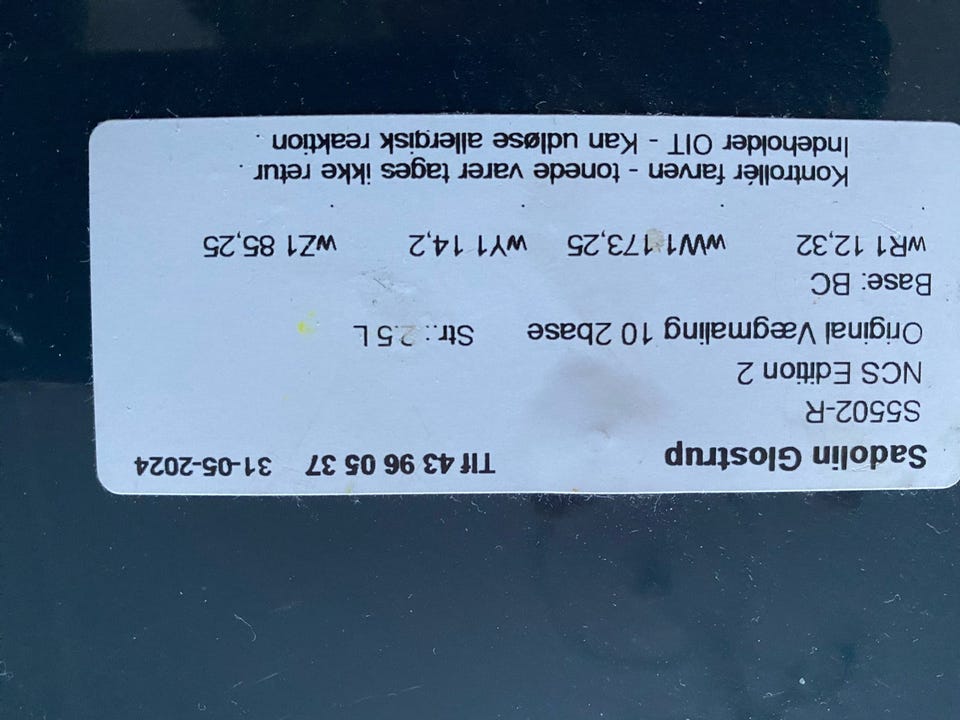 Sadolin Glostrup Tlf 43 96 05 37 31-05-2024
S5502-R
NCS Edition 2
Original Vægmaling 10 2base Str.: 2.5 L
Base: BC
wR1 12,32 wW1 173,25 wY1 14,2 wZ1 85,25
Kontrollér farven - tonede varer tages ikke retur .
Indeholder OIT - Kan udløse allergisk reaktion .